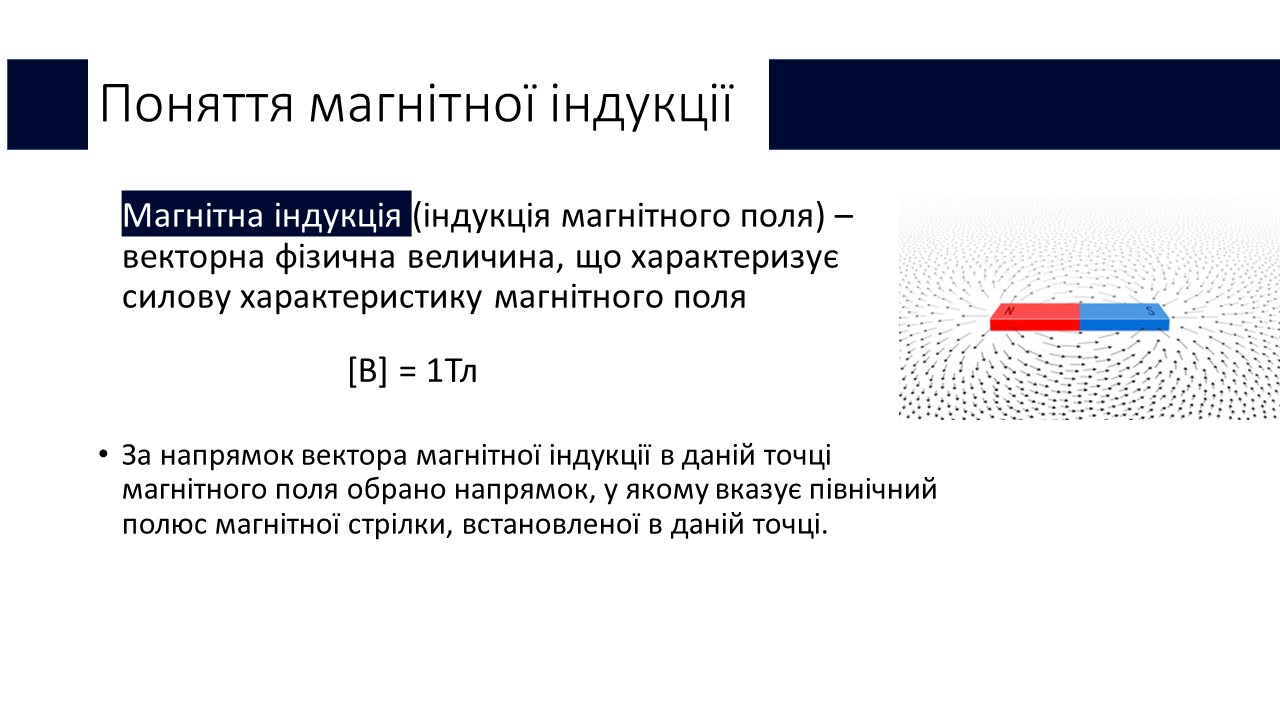 Поняття магнітної індукції
Магнітна індукція (індукція магнітного поля) –
векторна фізична величина, що характеризує
силову характеристику магнітного поля
N
S
[B] = 1Тл
• За напрямок вектора магнітної індукції в даній точці
магнітного поля обрано напрямок, у якому вказує північний
полюс магнітної стрілки, встановленої в даній точці.